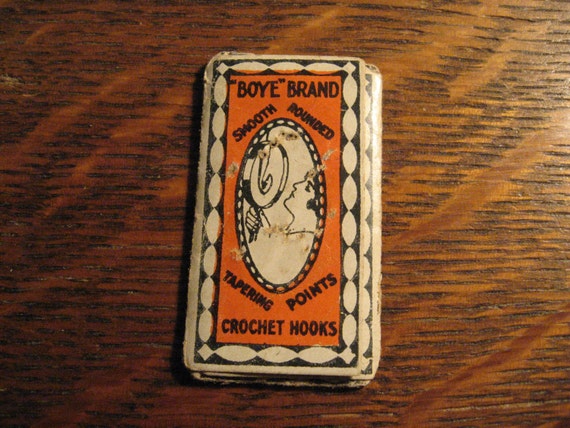 "BOYE" BRAND
SMOOTH ROUNDED
TAPERING POINTS
CROCHET HOOKS